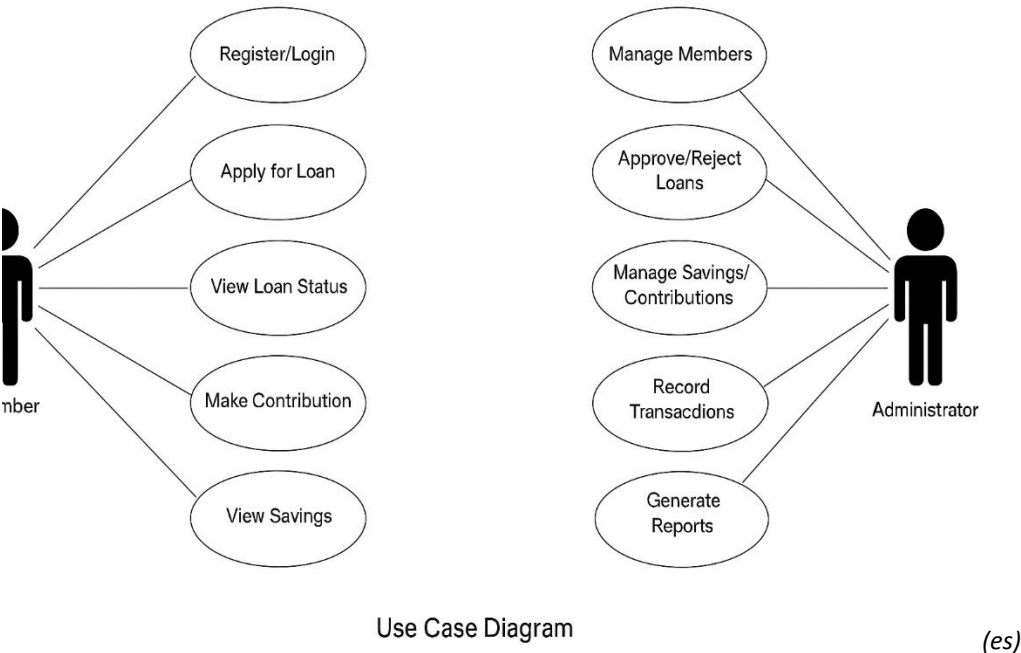 Register/Login
Apply for Loan
View Loan Status
Make Contribution
View Savings
mber
Manage Members
Approve/Reject
Loans
Manage Savings/
Contributions
Record
Transacdions
Generate
Reports
Administrator
Use Case Diagram
(es)